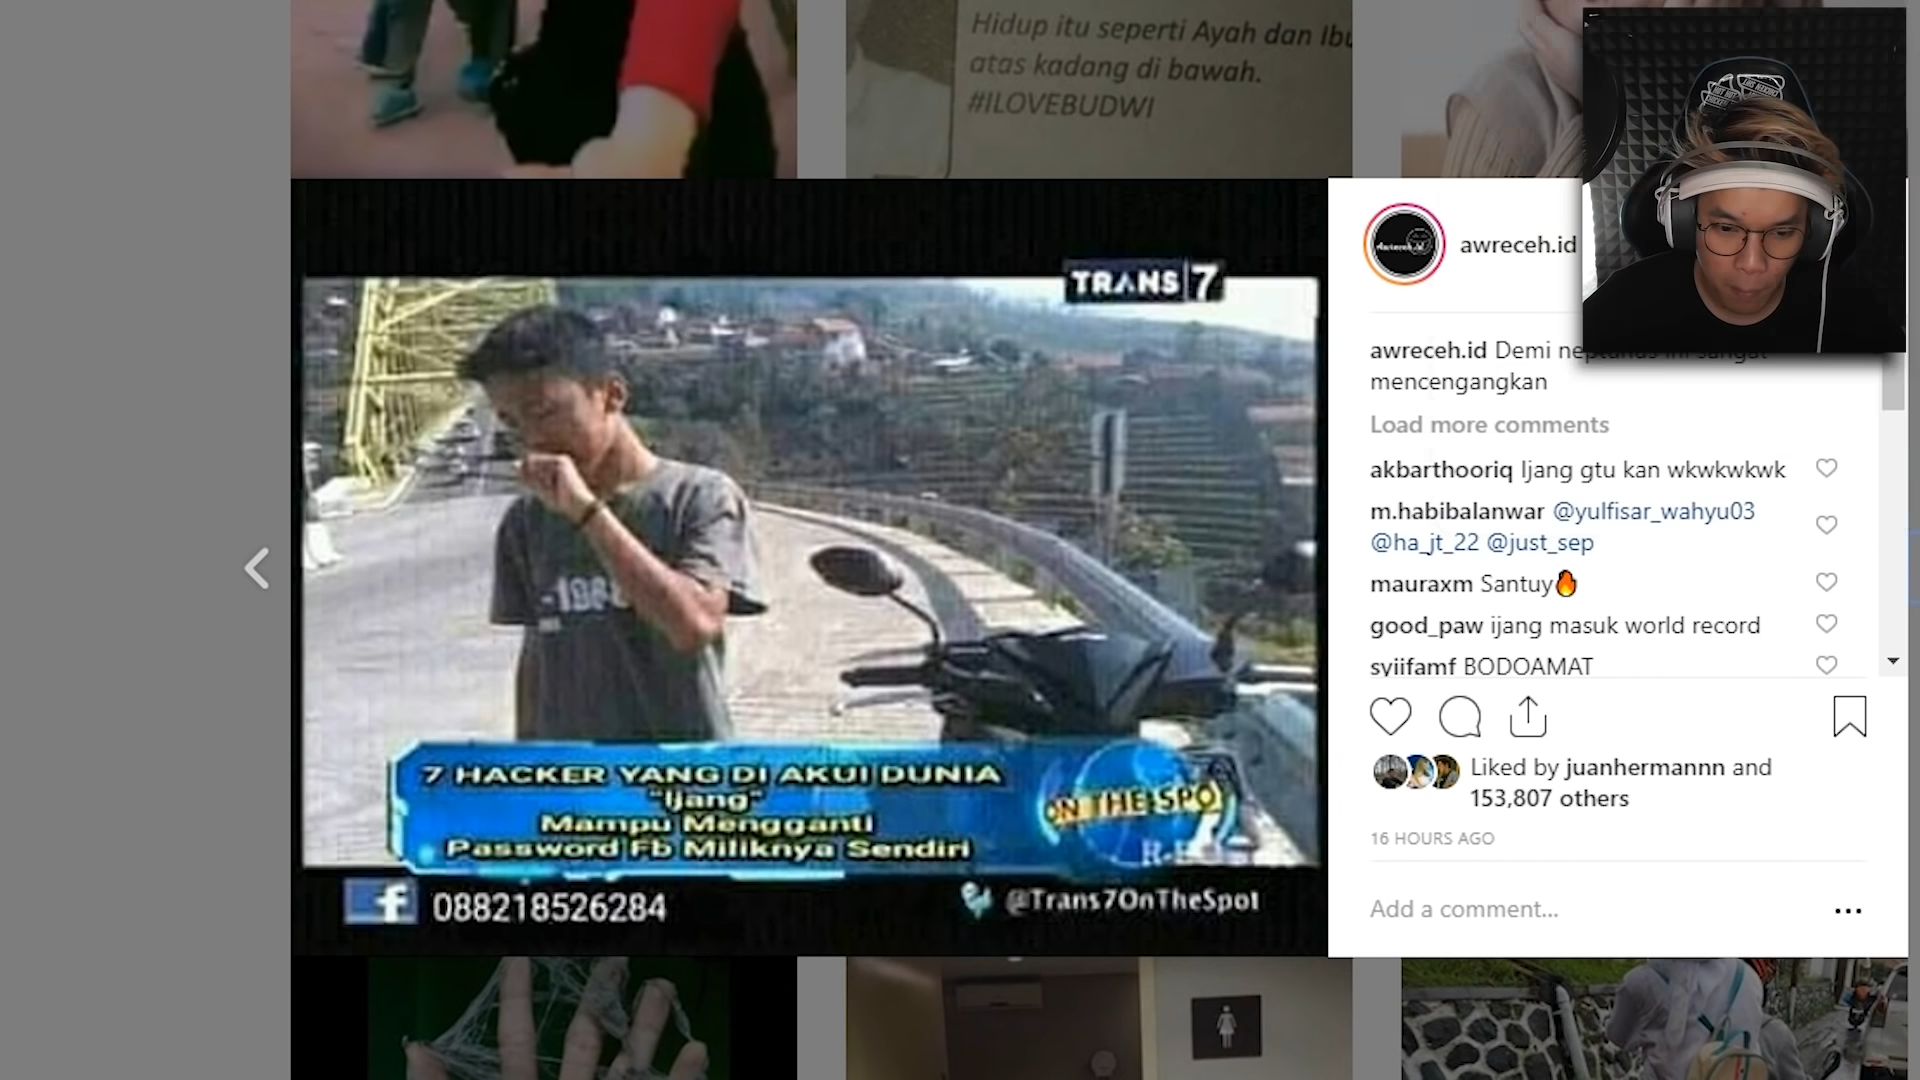 Hidup itu seperti Ayah dan Ibu
atas kadang di bawah.
#ILOVEBUDWI
TRANS|7
awreceh.id
awreceh.id Demi
mencengangkan
Load more comments
akbarthooriq Ijang gtu kan wkwkwkwk
m.habibalanwar @yulfisar_wahyu03
@ha_jt_22 @just_sep
mauraxm Santuy🔥
good_paw ijang masuk world record
syiifamf BODOAMAT
7 HACKER YANG DI AKUI DUNIA
"Ijang"
Mampu Mengganti
Password Fb Miliknya Sendiri
ON THE SPOT
-198
088218526284
@Trans7OnTheSpot
Liked by juanhermannn and
153,807 others
16 HOURS AGO
Add a comment...